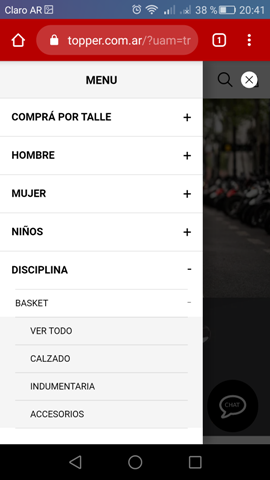 Claro AR 38 % 20:41
topper.com.ar/?uam=tr 1
MENU
COMPRÁ POR TALLE +
HOMBRE +
MUJER +
NIÑOS +
DISCIPLINA -
BASKET -
VER TODO
CALZADO
INDUMENTARIA
ACCESORIOS
CHAT